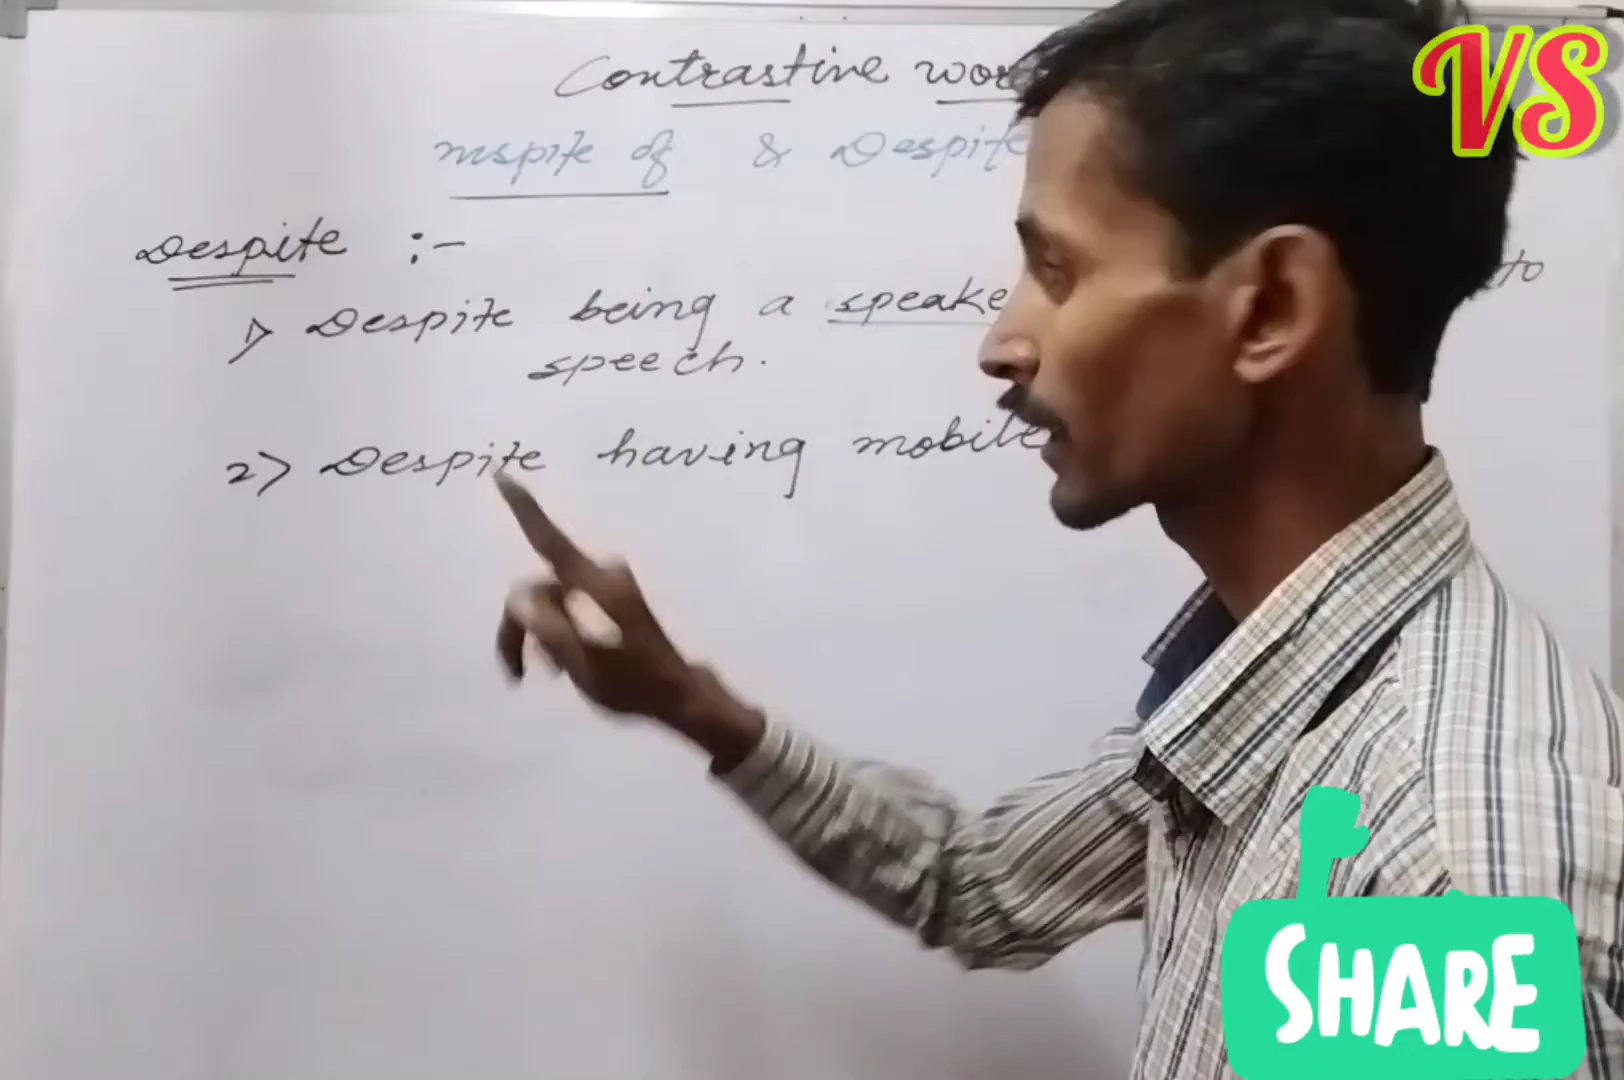 Contrastive wor
VS
Inspite of & Despite
Despite :-
1) Despite being a speake to
speech.
2) Despite having mobile
SHARE